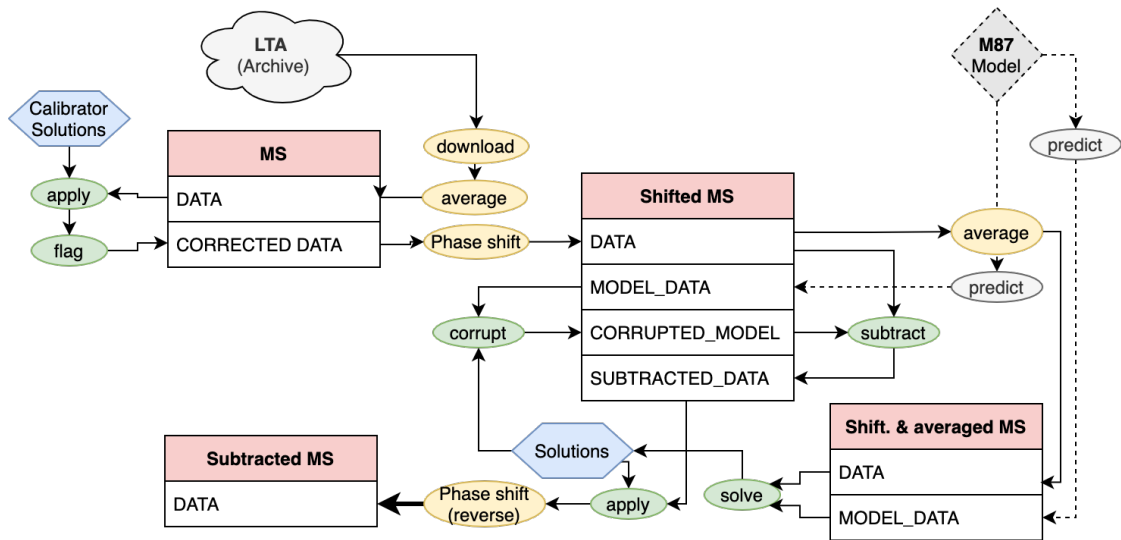 LTA
(Archive)
M87
Model
Calibrator
Solutions
download
predict
MS
apply
DATA
average
Shifted MS
flag
CORRECTED DATA
Phase shift
DATA
average
MODEL_DATA
predict
corrupt
CORRUPTED_MODEL
subtract
SUBTRACTED_DATA
Shift. & averaged MS
Subtracted MS
Solutions
DATA
solve
DATA
Phase shift
(reverse)
apply
MODEL_DATA